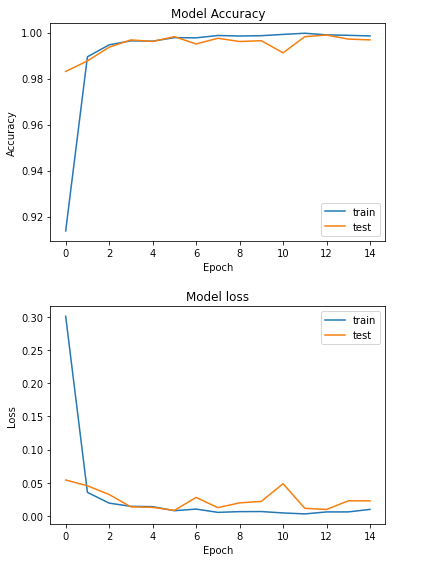 Model Accuracy
1.00
0.98
0.96
0.94
0.92
Accuracy
train
test
0 2 4 6 8 10 12 14
Epoch
Model loss
0.30
0.25
0.20
0.15
0.10
0.05
0.00
Loss
train
test
0 2 4 6 8 10 12 14
Epoch